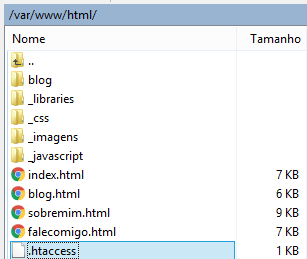 /var/www/html/
Nome Tamanho
..
blog
_libraries
_css
_imagens
_javascript
index.html 7 KB
blog.html 6 KB
sobremim.html 9 KB
falecomigo.html 7 KB
.htaccess 1 KB